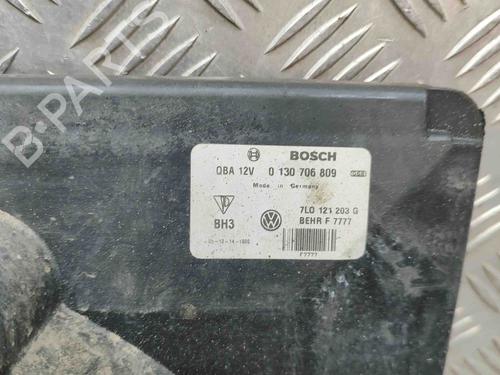 B-PARTS
BOSCH
QBA 12V 0 130 706 809
Made in Germany
BH3
7L0 121 203 G
BEHR F 7777
F7777